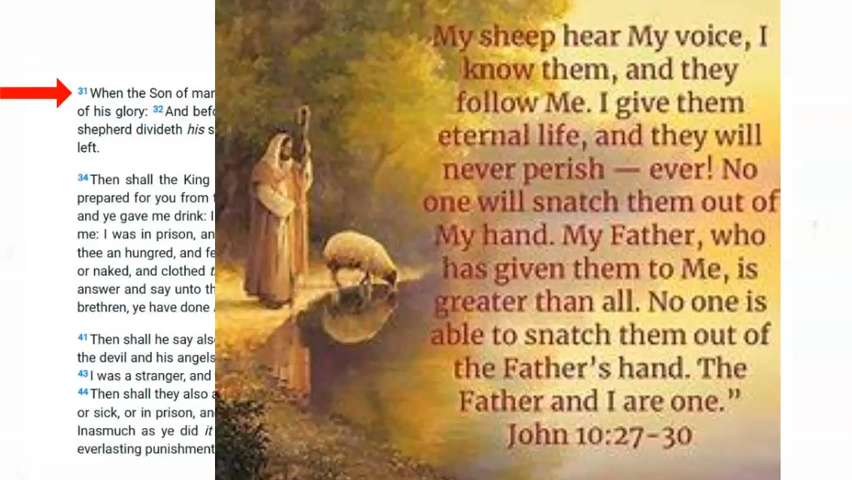 31 When the Son of mar
of his glory: 32 And befo
shepherd divideth his s
left.
34 Then shall the King
prepared for you from
and ye gave me drink: I
me: I was in prison, an
thee an hungred, and fe
or naked, and clothed t
answer and say unto th
brethren, ye have done
41 Then shall he say als
the devil and his angels
43 I was a stranger, and
44 Then shall they also a
or sick, or in prison, an
Inasmuch as ye did it
everlasting punishment
My sheep hear My voice, I
know them, and they
follow Me. I give them
eternal life, and they will
never perish — ever! No
one will snatch them out of
My hand. My Father, who
has given them to Me, is
greater than all. No one is
able to snatch them out of
the Father’s hand. The
Father and I are one.”
John 10:27-30